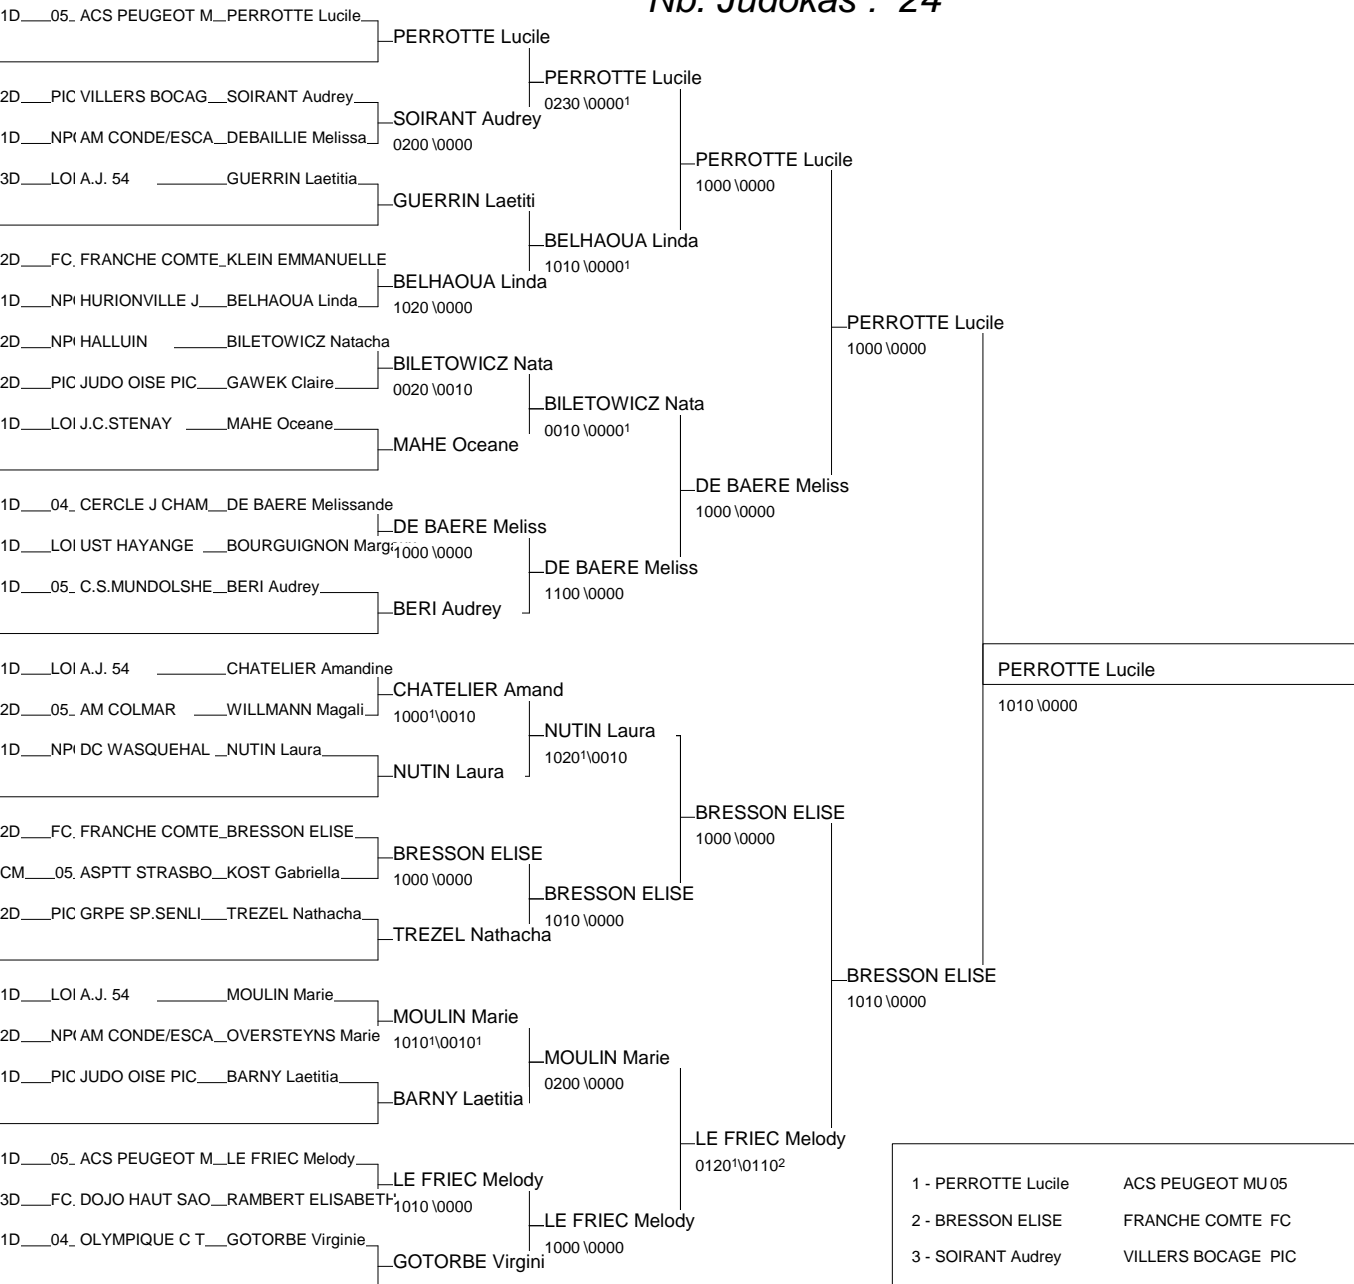 Nb. Judokas : 24
1D 05_ ACS PEUGEOT M PERROTTE Lucile
PERROTTE Lucile
PERROTTE Lucile
0230 \0000¹
2D PIC VILLERS BOCAG SOIRANT Audrey
SOIRANT Audrey
0200 \0000
1D NP( AM CONDE/ESCA DEBAILLIE Melissa
PERROTTE Lucile
1000 \0000
3D LOI A.J. 54 GUERRIN Laetitia
GUERRIN Laetiti
BELHAOUA Linda
1010 \0000¹
2D FC. FRANCHE COMTE KLEIN EMMANUELLE
BELHAOUA Linda
1020 \0000
1D NP( HURIONVILLE J BELHAOUA Linda
PERROTTE Lucile
1000 \0000
2D NP( HALLUIN BILETOWICZ Natacha
BILETOWICZ Nata
0020 \0010
2D PIC JUDO OISE PIC GAWEK Claire
BILETOWICZ Nata
0010 \0000¹
1D LOI J.C.STENAY MAHE Oceane
MAHE Oceane
DE BAERE Meliss
1000 \0000
1D 04_ CERCLE J CHAM DE BAERE Melissande
DE BAERE Meliss
1000 \0000
1D LOI UST HAYANGE BOURGUIGNON Marg
DE BAERE Meliss
1100 \0000
1D 05_ C.S.MUNDOLSHE BERI Audrey
BERI Audrey
1D LOI A.J. 54 CHATELIER Amandine
PERROTTE Lucile
1010 \0000
CHATELIER Amand
1000¹\0010
2D 05_ AM COLMAR WILLMANN Magali
NUTIN Laura
1020¹\0010
1D NP( DC WASQUEHAL NUTIN Laura
NUTIN Laura
BRESSON ELISE
1000 \0000
2D FC. FRANCHE COMTE BRESSON ELISE
BRESSON ELISE
1000 \0000
CM 05. ASPTT STRASBO KOST Gabriella
BRESSON ELISE
1010 \0000
2D PIC GRPE SP.SENLI TREZEL Nathacha
TREZEL Nathacha
BRESSON ELISE
1010 \0000
1D LOI A.J. 54 MOULIN Marie
MOULIN Marie
1010¹\0010¹
2D NP( AM CONDE/ESCA OVERSTEYNS Marie
MOULIN Marie
0200 \0000
1D PIC JUDO OISE PIC BARNY Laetitia
BARNY Laetitia
LE FRIEC Melody
0120¹\0110²
1D 05_ ACS PEUGEOT M LE FRIEC Melody
LE FRIEC Melody
1010 \0000
3D FC. DOJO HAUT SAO RAMBERT ELISABETH
LE FRIEC Melody
1000 \0000
1D 04_ OLYMPIQUE C T GOTORBE Virginie
GOTORBE Virgini
1 - PERROTTE Lucile ACS PEUGEOT MU 05
2 - BRESSON ELISE FRANCHE COMTE FC
3 - SOIRANT Audrey VILLERS BOCAGE PIC